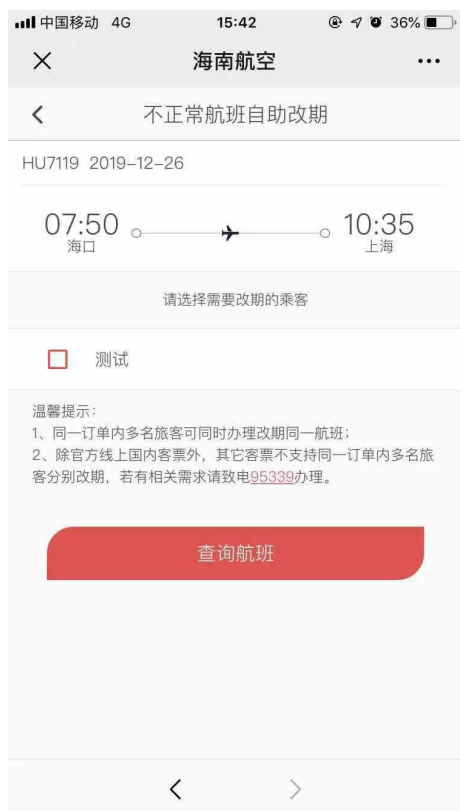 中国移动 4G 15:42 36%
海南航空
不正常航班自助改期
HU7119 2019-12-26
07:50 10:35
海口 上海
请选择需要改期的乘客
测试
温馨提示：
1、同一订单内多名旅客可同时办理改期同一航班；
2、除官方线上国内客票外，其它客票不支持同一订单内多名旅
客分别改期，若有相关需求请致电95339办理。
查询航班